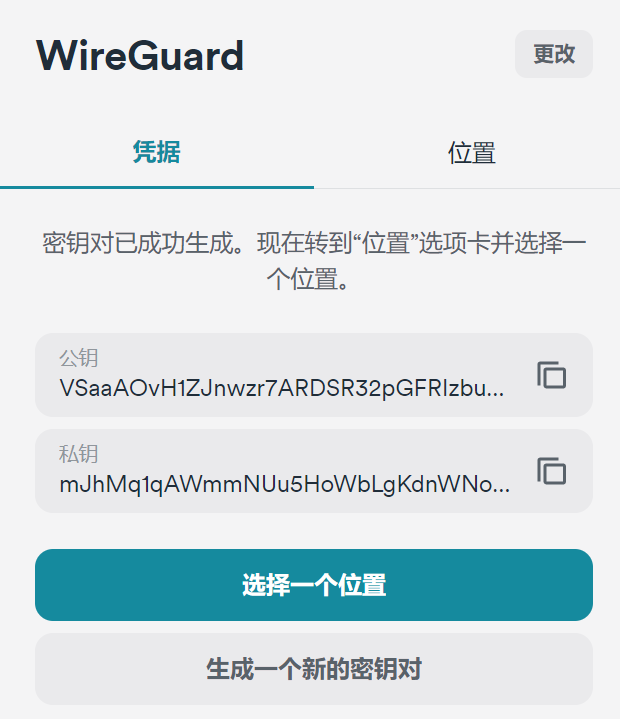 WireGuard
更改
凭据
位置
密钥对已成功生成。现在转到“位置”选项卡并选择一
个位置。
公钥
VSaaAOvH1ZJnwzr7ARDSR32pGFRIzbu...
私钥
mJhMq1qAWmmNUu5HoWbLgKdnWNo...
选择一个位置
生成一个新的密钥对